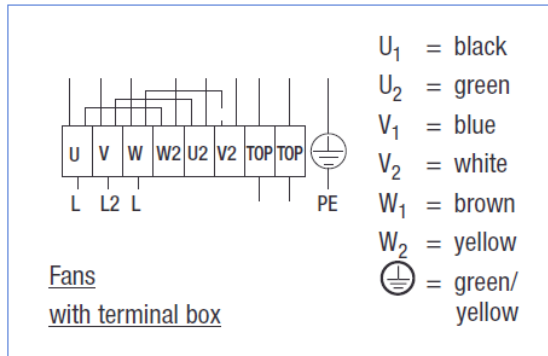 U V W W2 U2 V2 TOP TOP
L L2 L PE
Fans
with terminal box
U1 = black
U2 = green
V1 = blue
V2 = white
W1 = brown
W2 = yellow
= green/
yellow